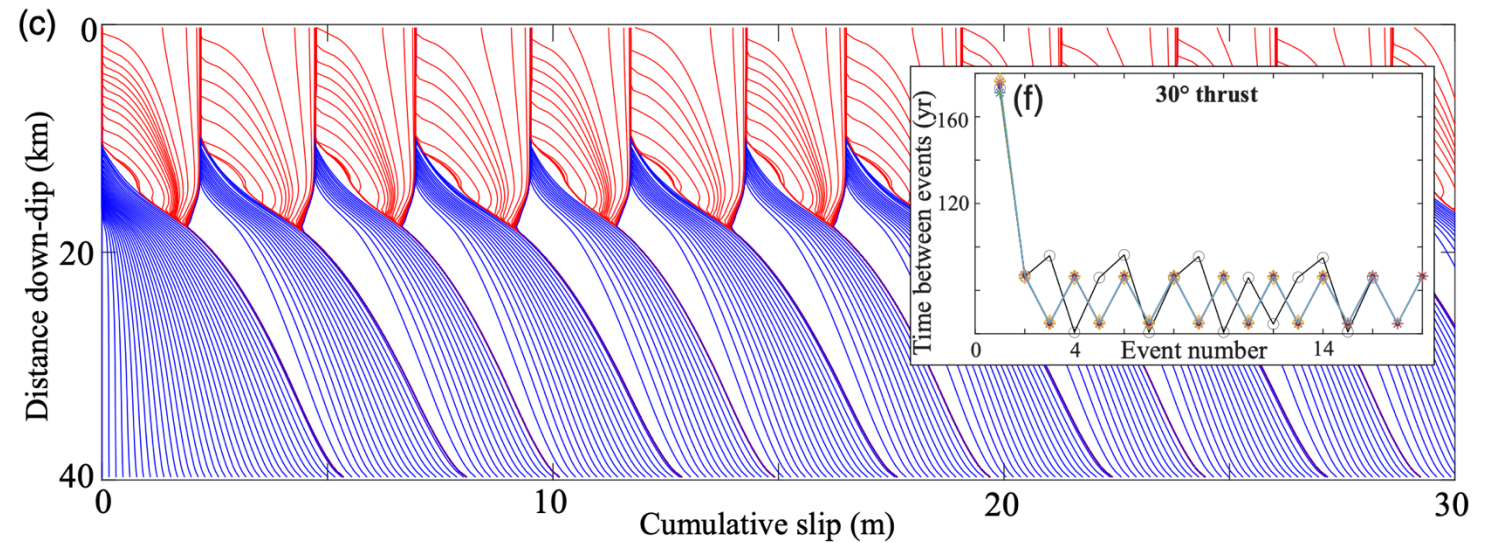 (c)
0
20
40
Distance down-dip (km)
0
10
20
30
Cumulative slip (m)
(f)
30° thrust
160
120
Time between events (yr)
0
4
14
Event number